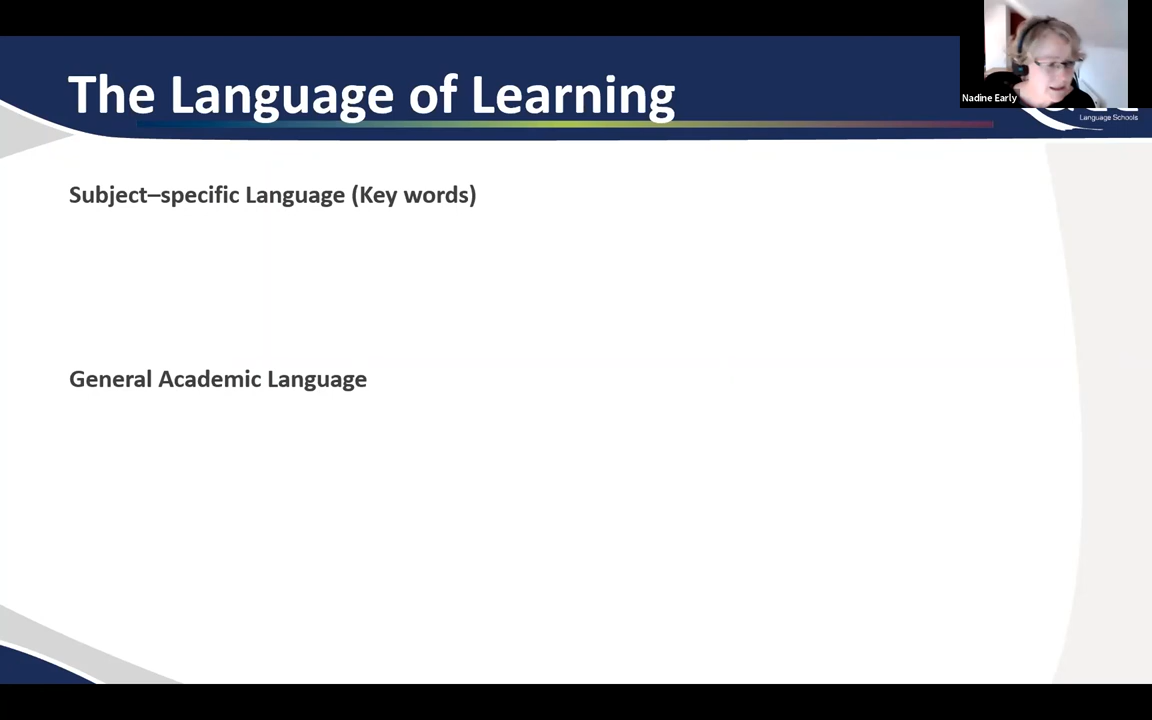 The Language of Learning
Nadine Early
Language Schools
Subject–specific Language (Key words)
General Academic Language